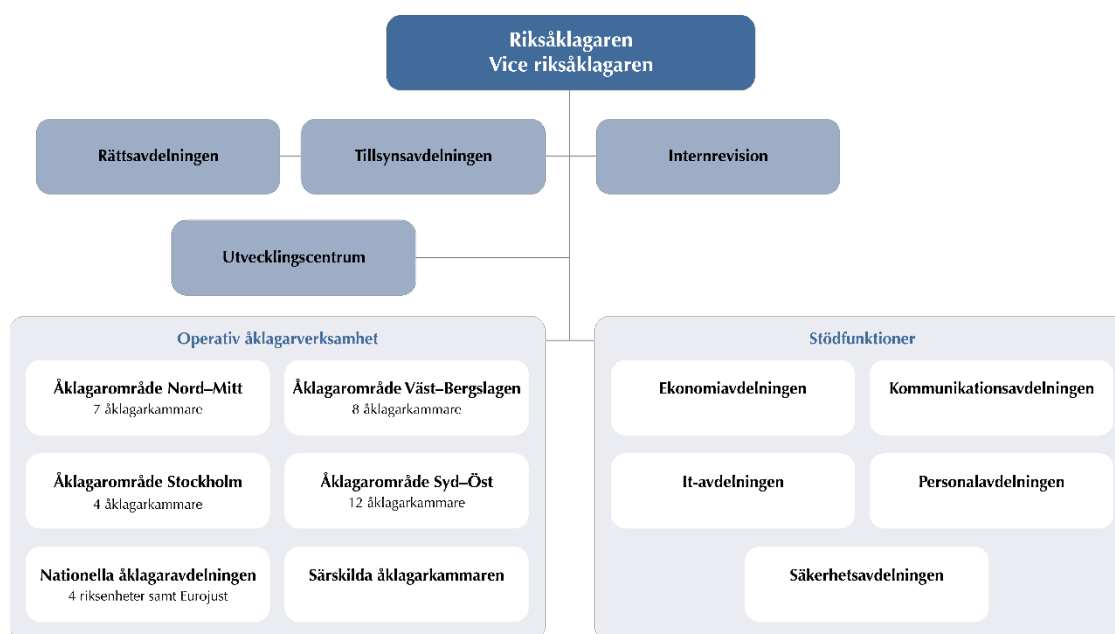 Riksåklagaren
Vice riksåklagaren
Rättsavdelningen
Tillsynsavdelningen
Internrevision
Utvecklingscentrum
Operativ åklagarverksamhet
Åklagarområde Nord–Mitt
7 åklagarkammare
Åklagarområde Väst–Bergslagen
8 åklagarkammare
Åklagarområde Stockholm
4 åklagarkammare
Åklagarområde Syd–Öst
12 åklagarkammare
Nationella åklagaravdelningen
4 riksenheter samt Eurojust
Särskilda åklagarkammaren
Stödfunktioner
Ekonomiavdelningen
Kommunikationsavdelningen
It-avdelningen
Personalavdelningen
Säkerhetsavdelningen